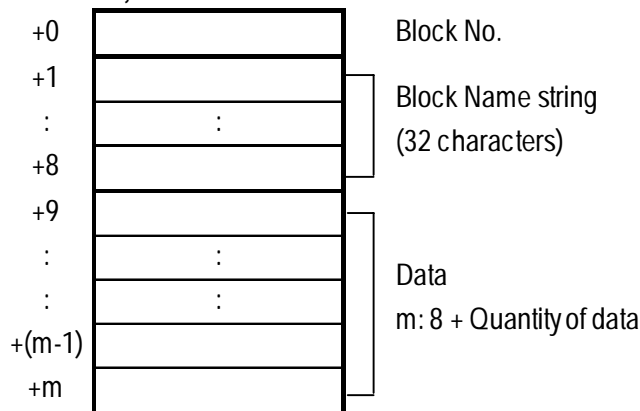 +0 Block No.
+1
Block Name string
: :
(32 characters)
+8
+9
: :
Data
: :
m: 8 + Quantity of data
+(m-1)
+m